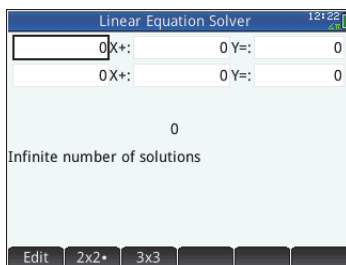 Linear Equation Solver 12:22
∠π
0 X+: 0 Y=: 0
0 X+: 0 Y=: 0
0
Infinite number of solutions
Edit 2x2• 3x3